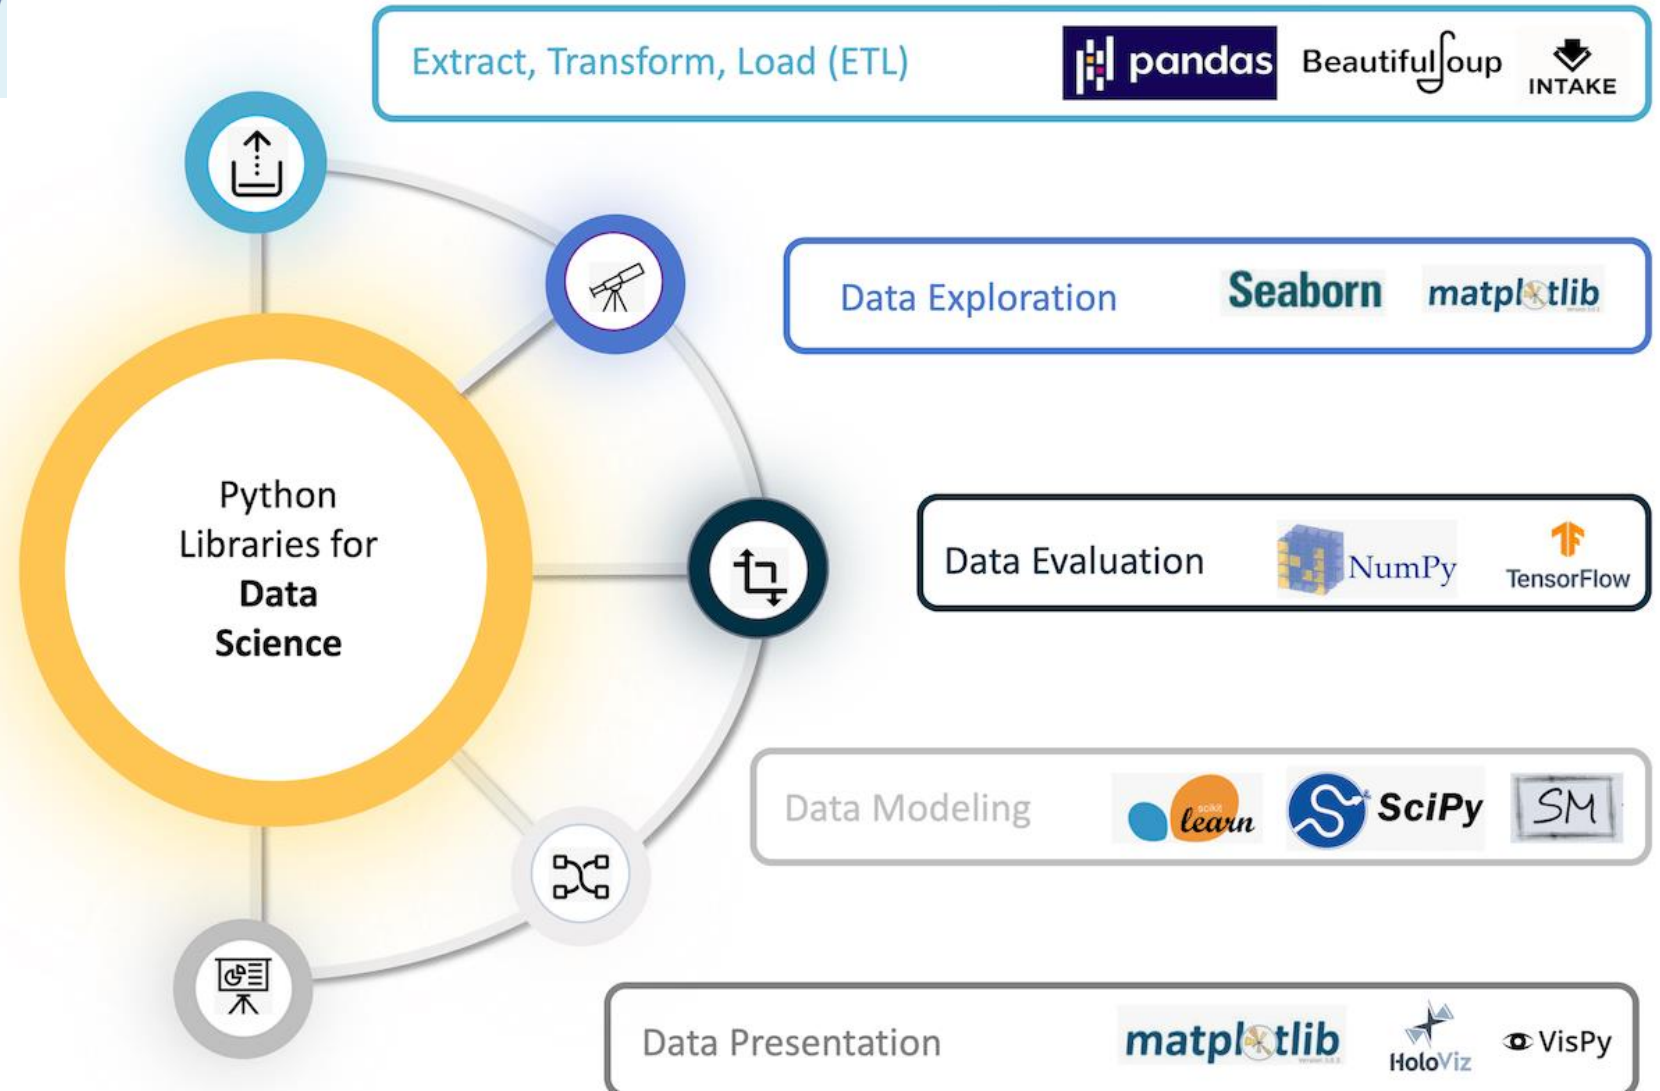 Extract, Transform, Load (ETL)
pandas
BeautifulSoup
INTAKE
Data Exploration
Seaborn
matplotlib
Python
Libraries for
Data
Science
Data Evaluation
NumPy
TensorFlow
Data Modeling
scikit
learn
SciPy
SM
Data Presentation
matplotlib
HoloViz
VisPy